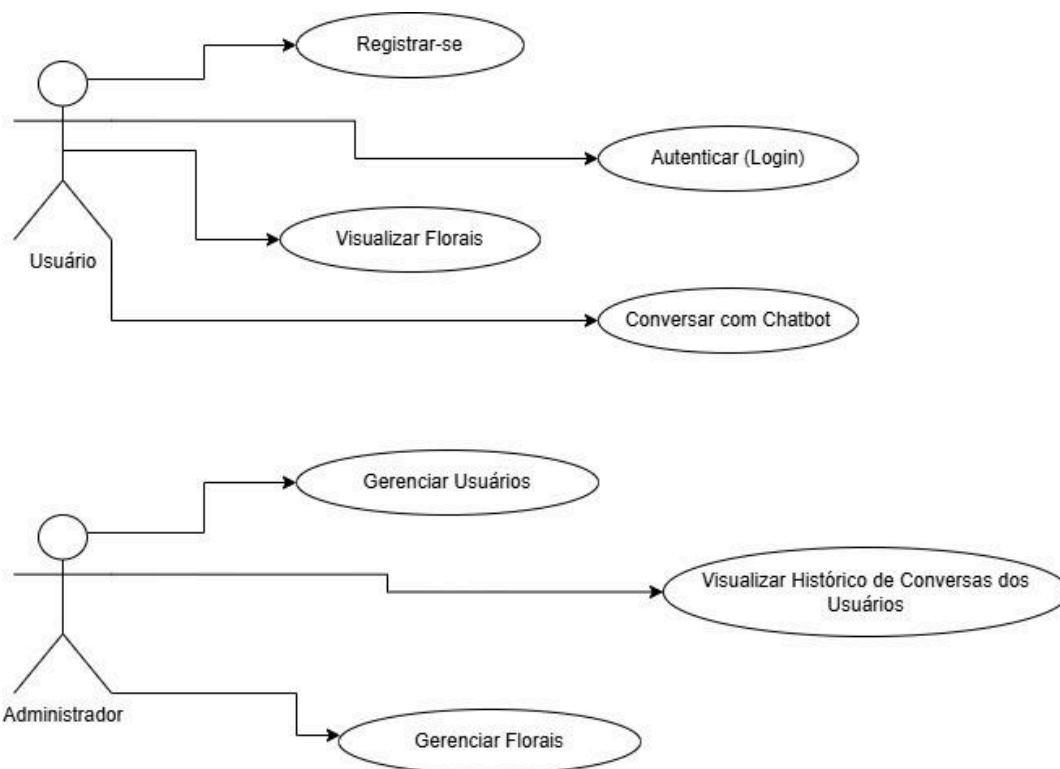 Registrar-se
Autenticar (Login)
Visualizar Florais
Usuário
Conversar com Chatbot
Gerenciar Usuários
Visualizar Histórico de Conversas dos
Usuários
Administrador
Gerenciar Florais